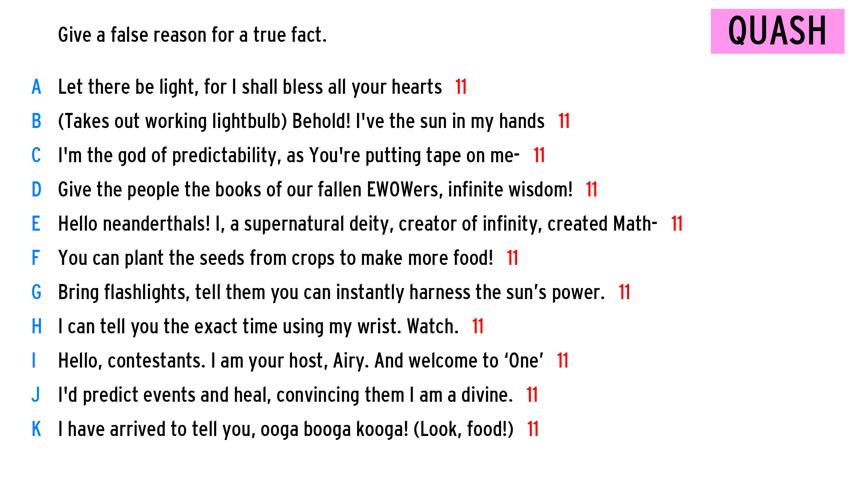 Give a false reason for a true fact.
QUASH
A Let there be light, for I shall bless all your hearts 11
B (Takes out working lightbulb) Behold! I've the sun in my hands 11
C I'm the god of predictability, as You're putting tape on me- 11
D Give the people the books of our fallen EWOWers, infinite wisdom! 11
E Hello neanderthals! I, a supernatural deity, creator of infinity, created Math- 11
F You can plant the seeds from crops to make more food! 11
G Bring flashlights, tell them you can instantly harness the sun’s power. 11
H I can tell you the exact time using my wrist. Watch. 11
I Hello, contestants. I am your host, Airy. And welcome to ‘One’ 11
J I'd predict events and heal, convincing them I am a divine. 11
K I have arrived to tell you, ooga booga kooga! (Look, food!) 11